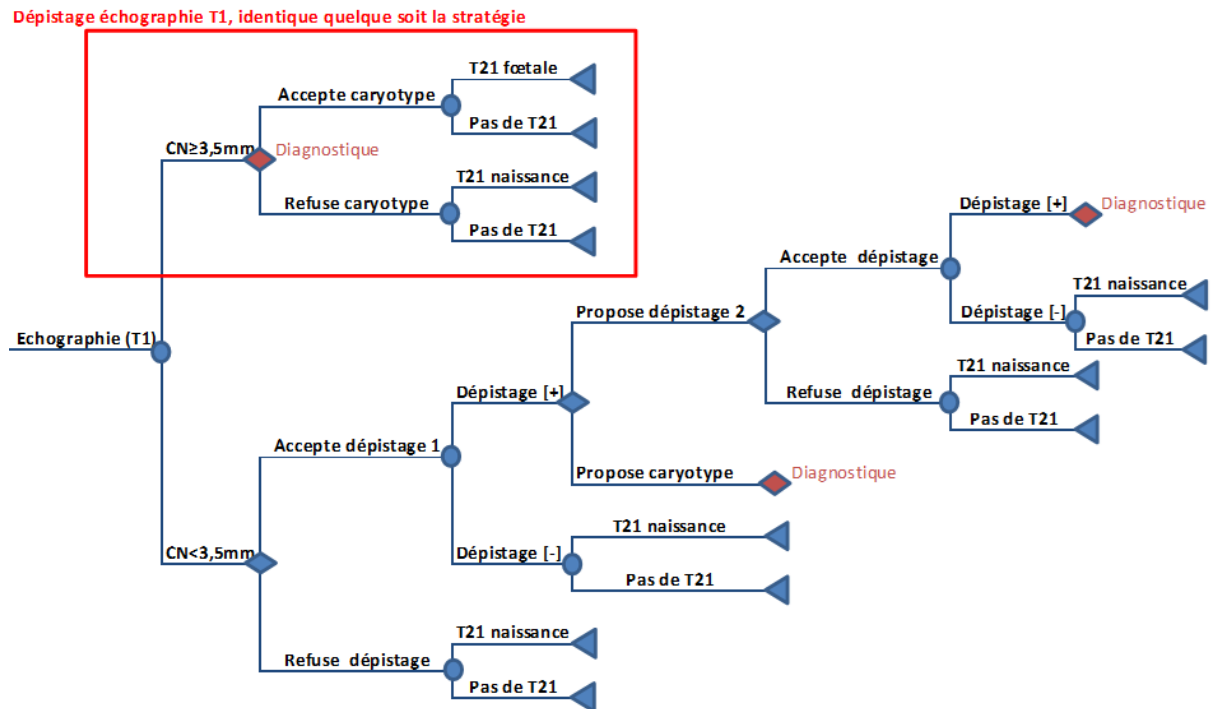 Dépistage échographie T1, identique quelque soit la stratégie
T21 fœtale
Accepte caryotype
Pas de T21
CN≥3,5mm
Diagnostique
T21 naissance
Refuse caryotype
Pas de T21
Dépistage [+]
Diagnostique
Accepte dépistage
T21 naissance
Propose dépistage 2
Dépistage [-]
Echographie (T1)
Pas de T21
T21 naissance
Dépistage [+]
Refuse dépistage
Pas de T21
Accepte dépistage 1
Propose caryotype
Diagnostique
T21 naissance
CN<3,5mm
Dépistage [-]
Pas de T21
T21 naissance
Refuse dépistage
Pas de T21